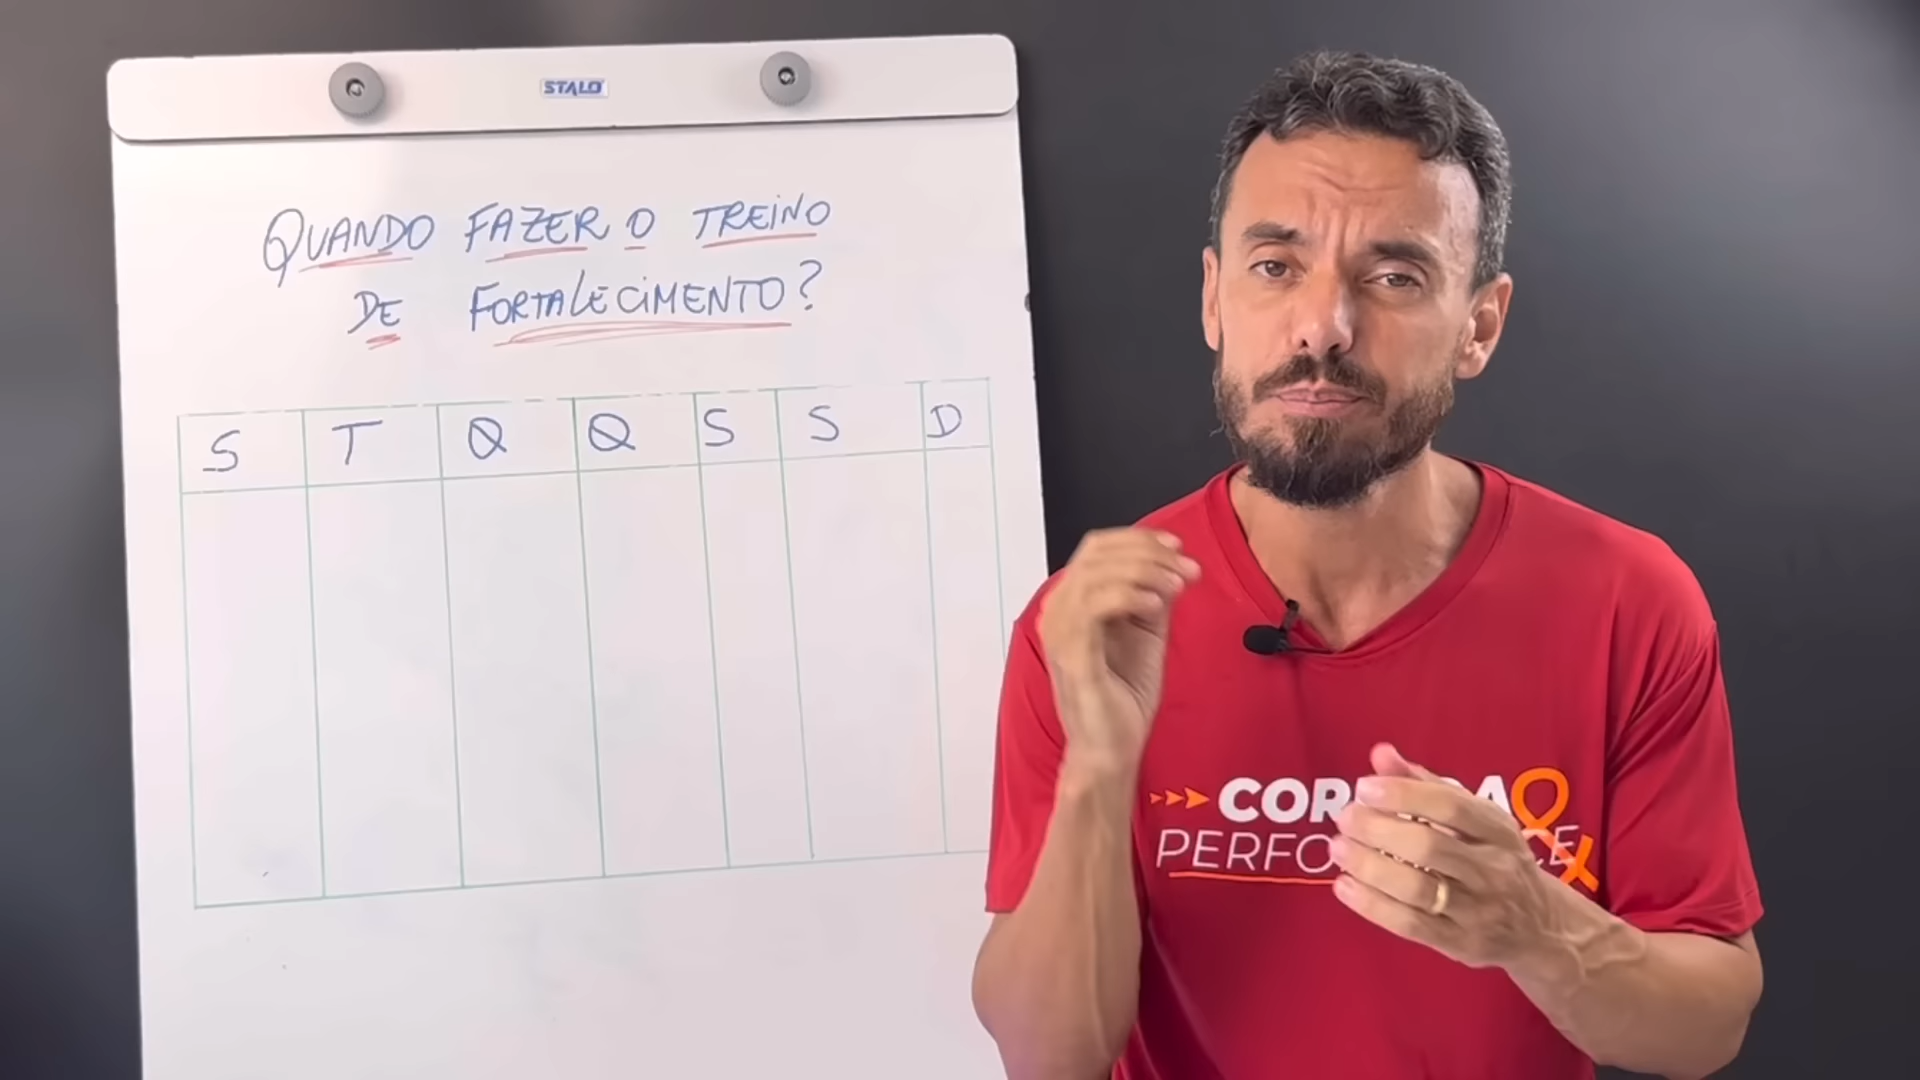 STALO
QUANDO FAZER O TREINO
DE FORTALECIMENTO?
S T Q Q S S D